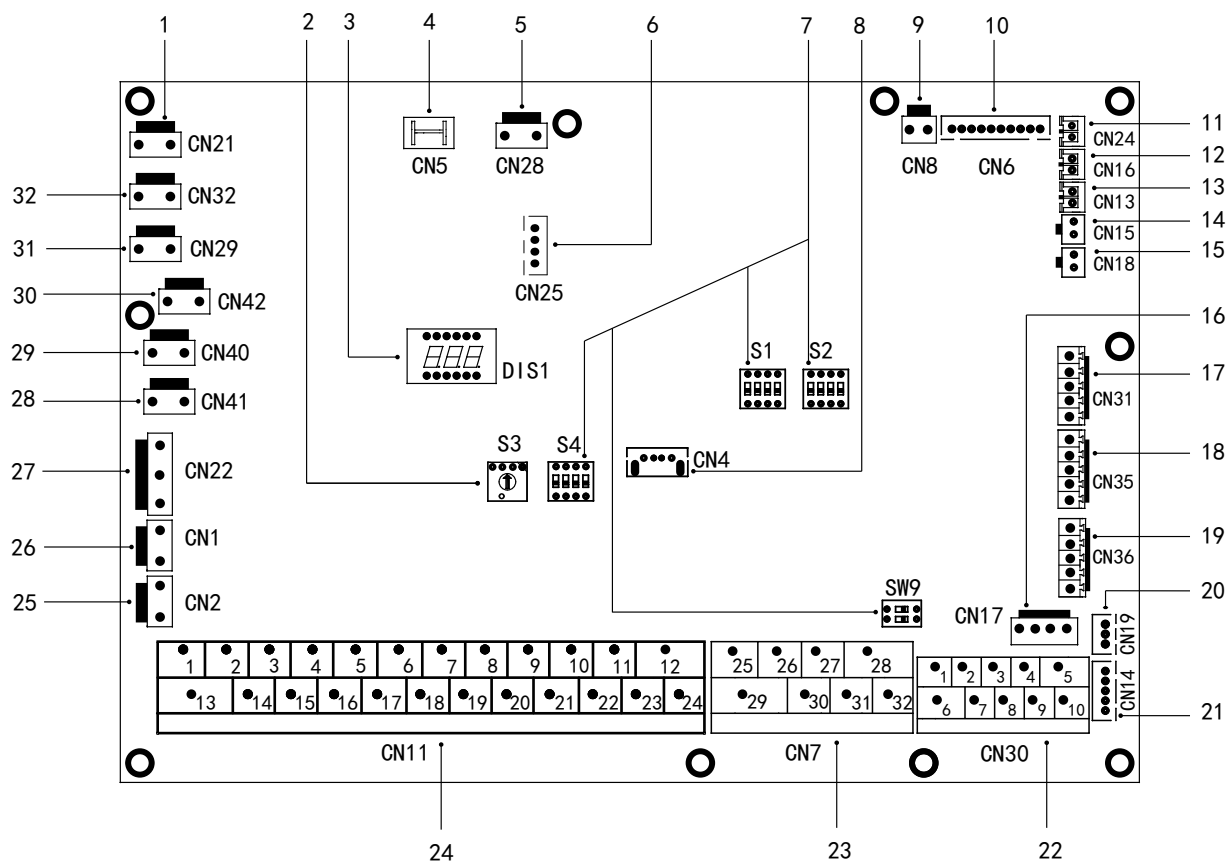 1 2 3 4 5 6 7 8 9 10
CN21 CN5 CN28 CN8 CN6 CN24 11
CN16 12
32 CN32 CN13 13
31 CN29 CN15 14
CN25 CN18 15
30 CN42 16
29 CN40 DIS1 S1 S2 CN31 17
28 CN41
27 CN22 S3 S4 CN4 CN35 18
26 CN1 CN36 19
25 CN2 SW9 CN17 CN19 20
1 2 3 4 5 6 7 8 9 10 11 12 25 26 27 28 1 2 3 4 5 CN14
13 14 15 16 17 18 19 20 21 22 23 24 29 30 31 32 6 7 8 9 10 21
CN11 CN7 CN30
24 23 22